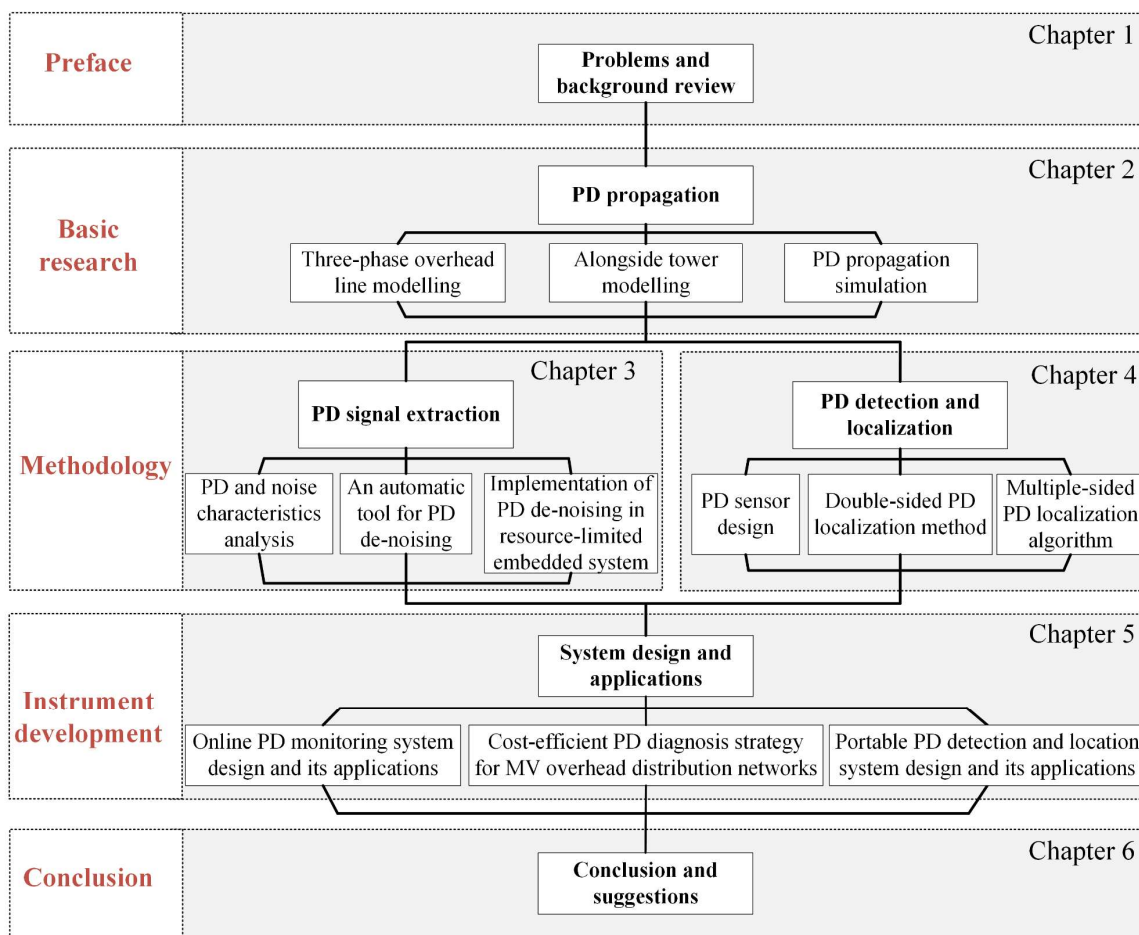 Preface
Chapter 1
Problems and
background review
Basic
research
Chapter 2
PD propagation
Three-phase overhead
line modelling
Alongside tower
modelling
PD propagation
simulation
Methodology
Chapter 3
PD signal extraction
PD and noise
characteristics
analysis
An automatic
tool for PD
de-noising
Implementation of
PD de-noising in
resource-limited
embedded system
Chapter 4
PD detection and
localization
PD sensor
design
Double-sided PD
localization method
Multiple-sided
PD localization
algorithm
Instrument
development
Chapter 5
System design and
applications
Online PD monitoring system
design and its applications
Cost-efficient PD diagnosis strategy
for MV overhead distribution networks
Portable PD detection and location
system design and its applications
Conclusion
Chapter 6
Conclusion and
suggestions